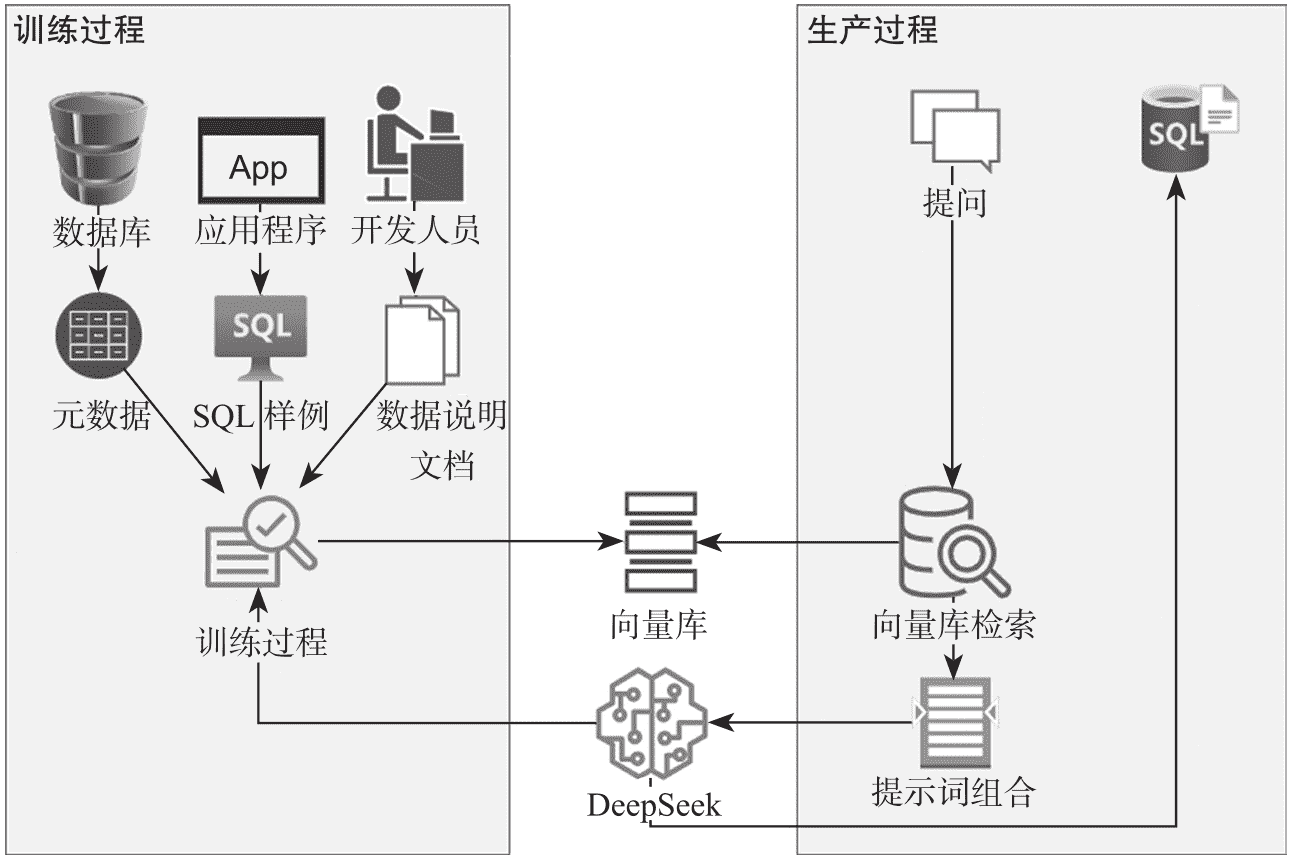 训练过程
生产过程
App
SQL
数据库
应用程序
开发人员
提问
SQL
元数据
SQL 样例
数据说明
文档
训练过程
向量库
向量库检索
DeepSeek
提示词组合